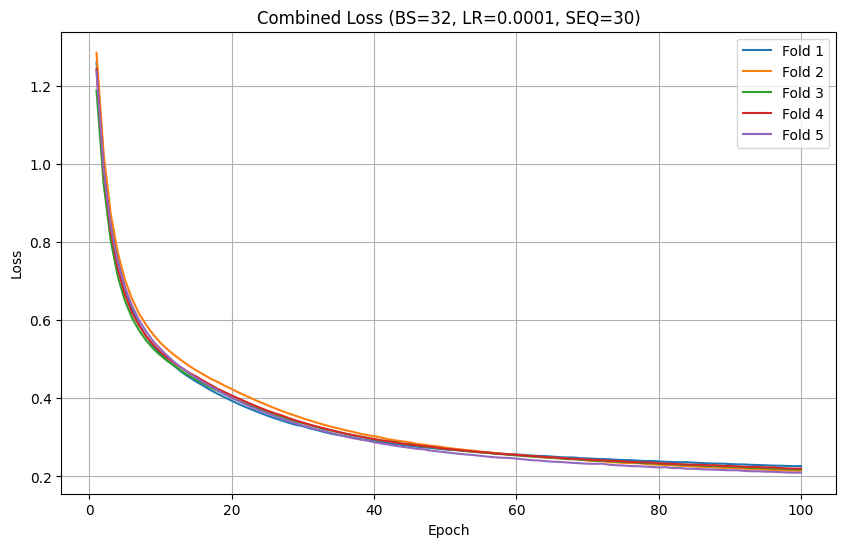 Combined Loss (BS=32, LR=0.0001, SEQ=30)
Fold 1
Fold 2
Fold 3
Fold 4
Fold 5
Loss
1.2
1.0
0.8
0.6
0.4
0.2
0 20 40 60 80 100
Epoch